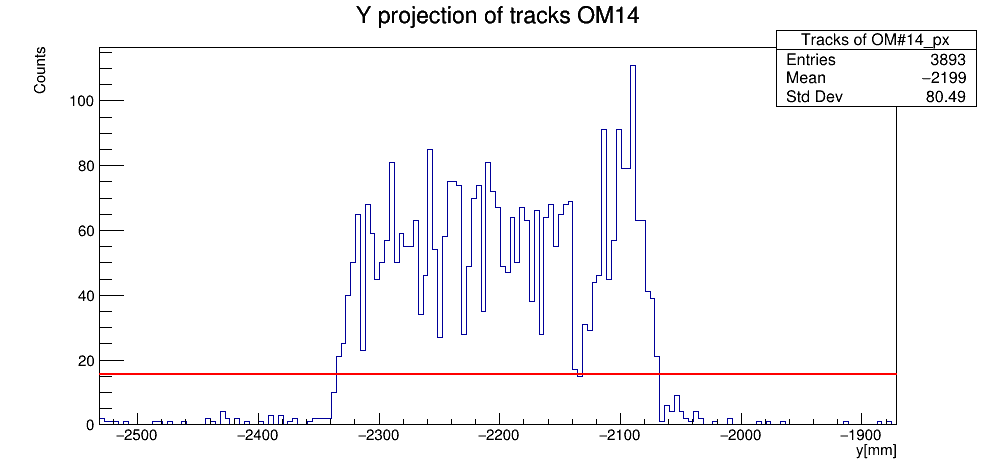 Y projection of tracks OM14
Tracks of OM#14_px
Entries 3893
Mean −2199
Std Dev 80.49
Counts
100
80
60
40
20
0
−2500 −2400 −2300 −2200 −2100 −2000 −1900
y[mm]